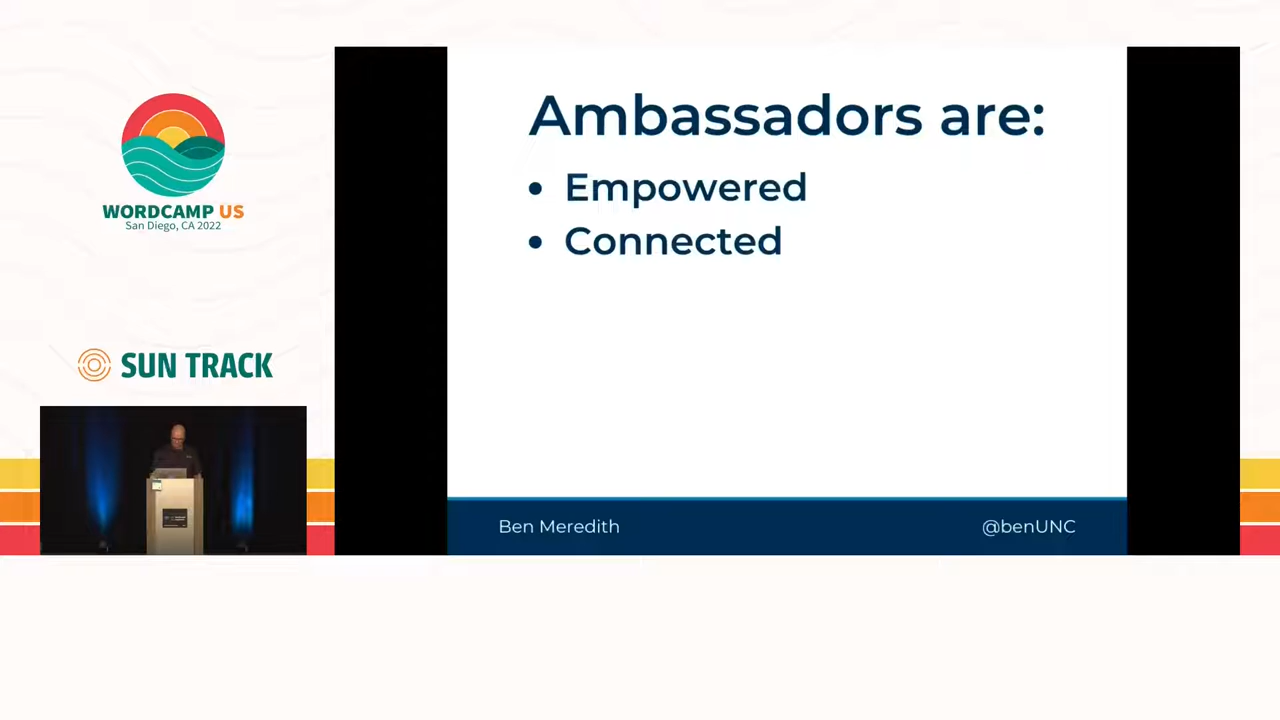 WORDCAMP US
San Diego, CA 2022
SUN TRACK
Ambassadors are:
• Empowered
• Connected
Ben Meredith
@benUNC